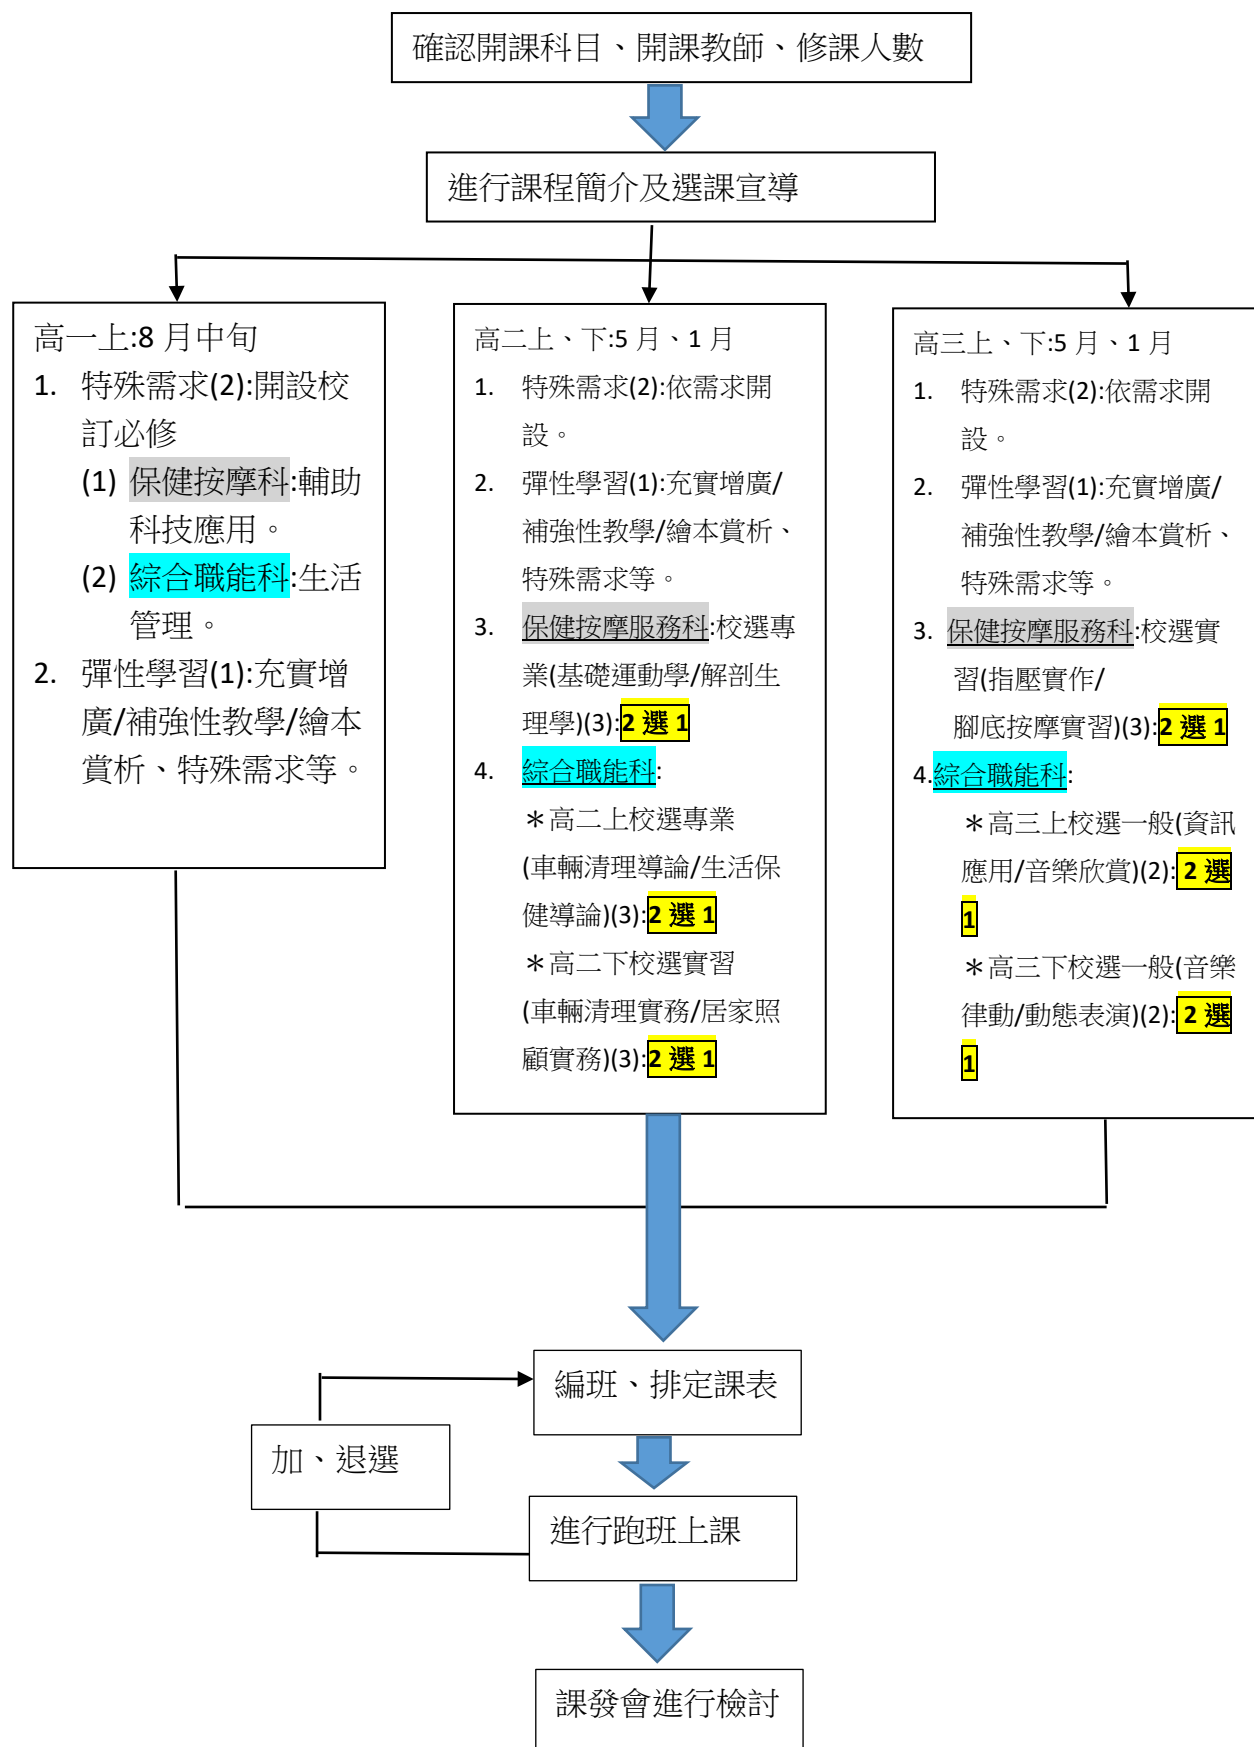 確認開課科目、開課教師、修課人數
進行課程簡介及選課宣導
高一上:8 月中旬
1. 特殊需求(2):開設校
訂必修
(1) 保健按摩科:輔助
科技應用。
(2) 綜合職能科:生活
管理。
2. 彈性學習(1):充實增
廣/補強性教學/繪本
賞析、特殊需求等。
高二上、下:5 月、1 月
1. 特殊需求(2):依需求開
設。
2. 彈性學習(1):充實增廣/
補強性教學/繪本賞析、
特殊需求等。
3. 保健按摩服務科:校選專
業(基礎運動學/解剖生
理學)(3):2 選 1
4. 綜合職能科:
＊高二上校選專業
(車輛清理導論/生活保
健導論)(3):2 選 1
＊高二下校選實習
(車輛清理實務/居家照
顧實務)(3):2 選 1
高三上、下:5 月、1 月
1. 特殊需求(2):依需求開
設。
2. 彈性學習(1):充實增廣/
補強性教學/繪本賞析、
特殊需求等。
3. 保健按摩服務科:校選實
習(指壓實作/
腳底按摩實習)(3):2 選 1
4.綜合職能科:
＊高三上校選一般(資訊
應用/音樂欣賞)(2): 2 選
1
＊高三下校選一般(音樂
律動/動態表演)(2): 2 選
1
編班、排定課表
加、退選
進行跑班上課
課發會進行檢討